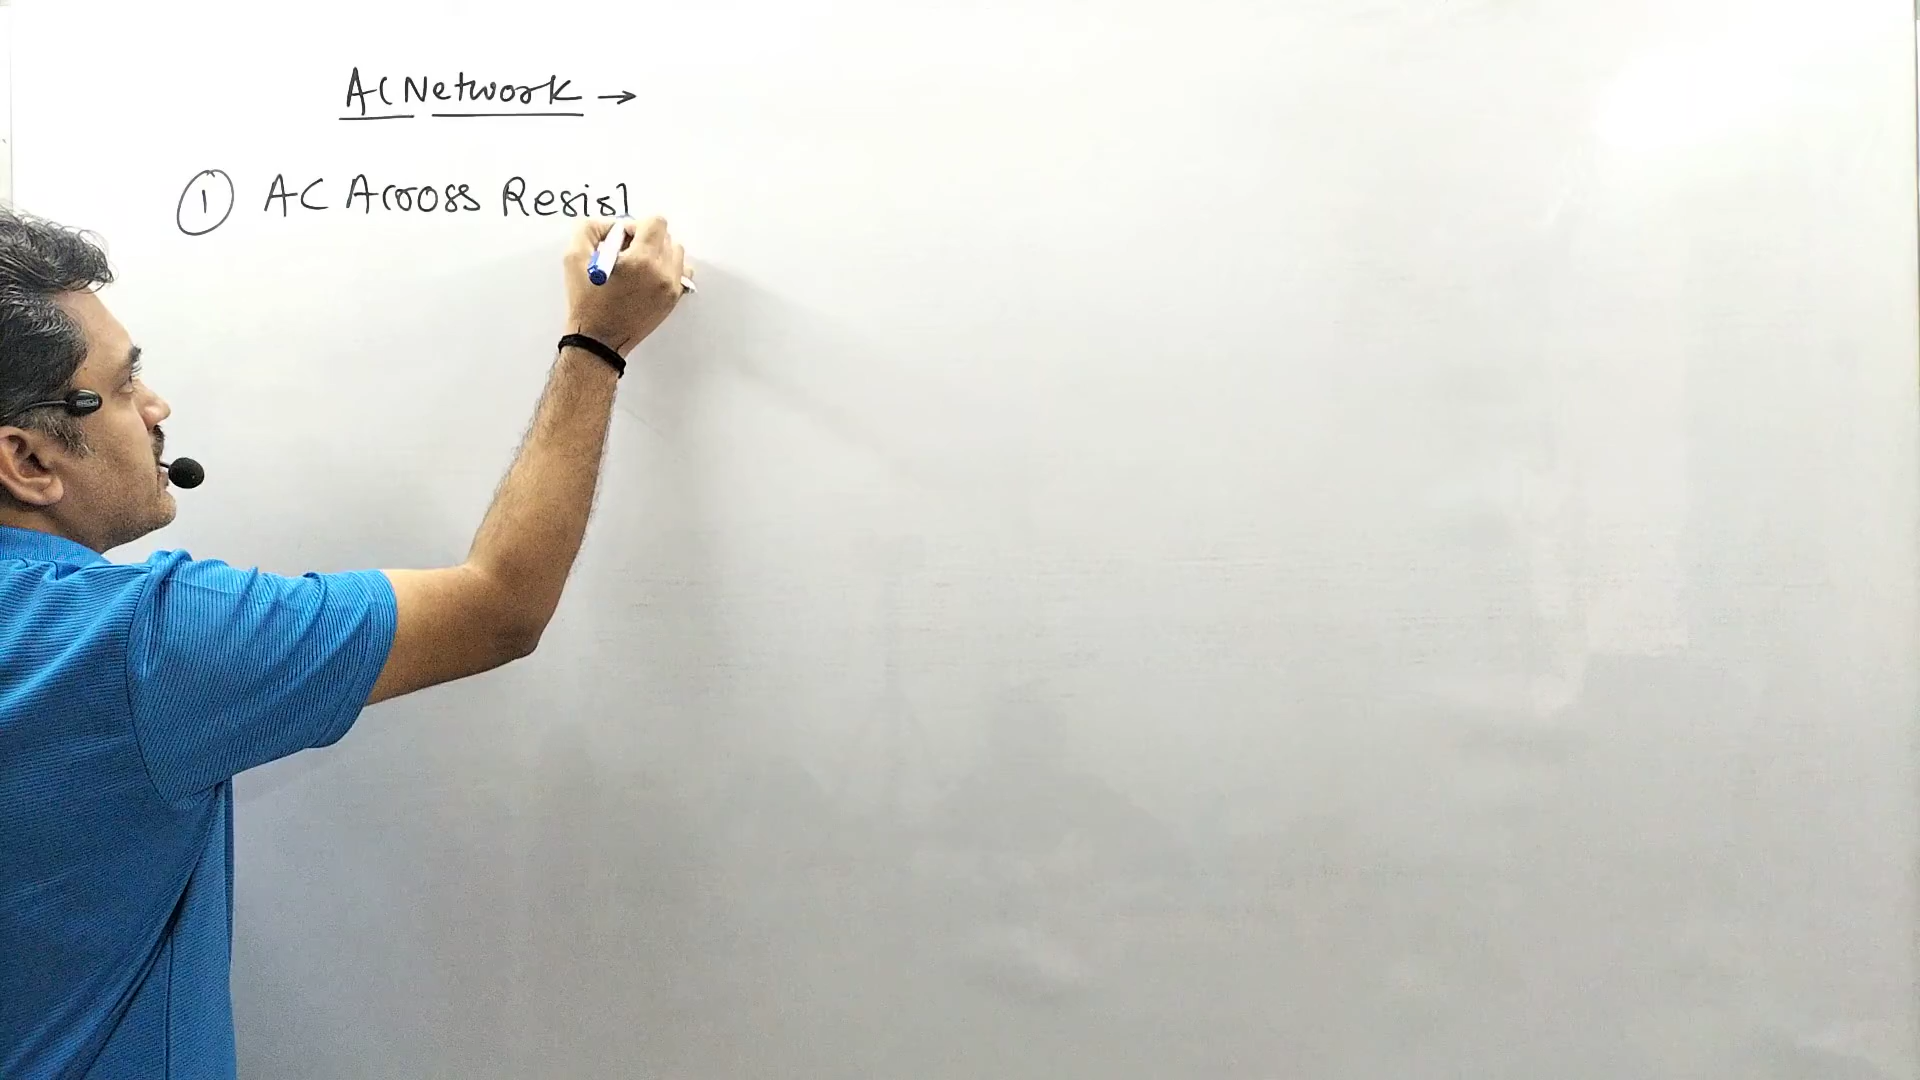 AC Network →
① AC Across Resist